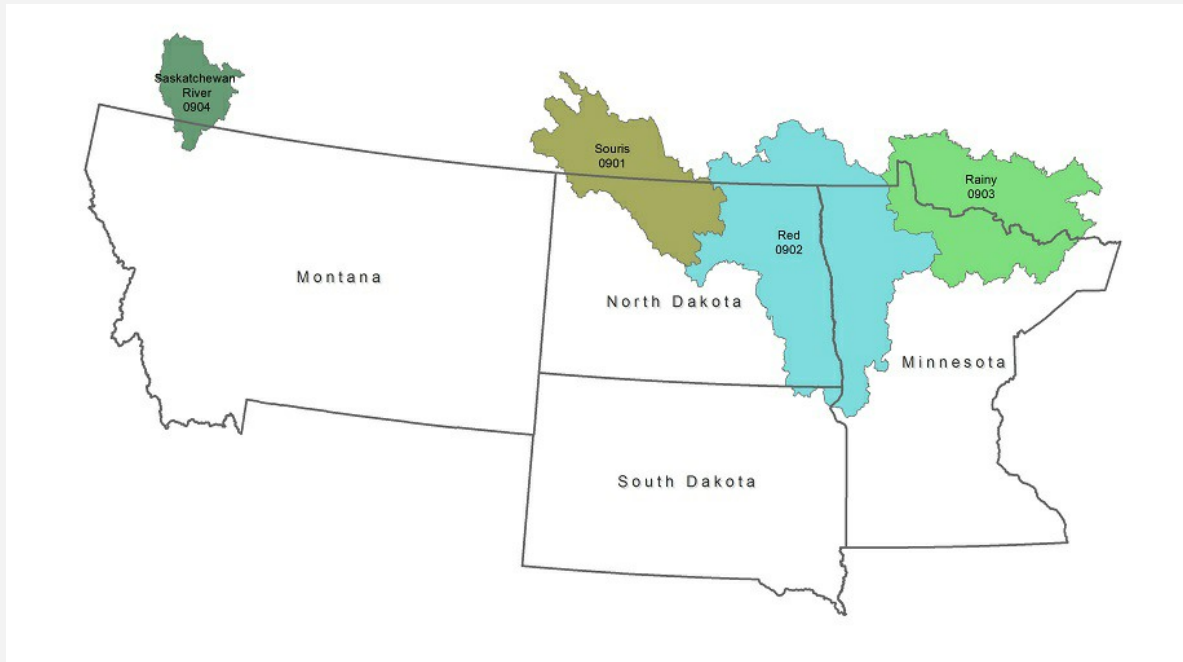 Saskatchewan
River
0904
Souris
0901
Rainy
0903
Red
0902
Montana
North Dakota
Minnesota
South Dakota